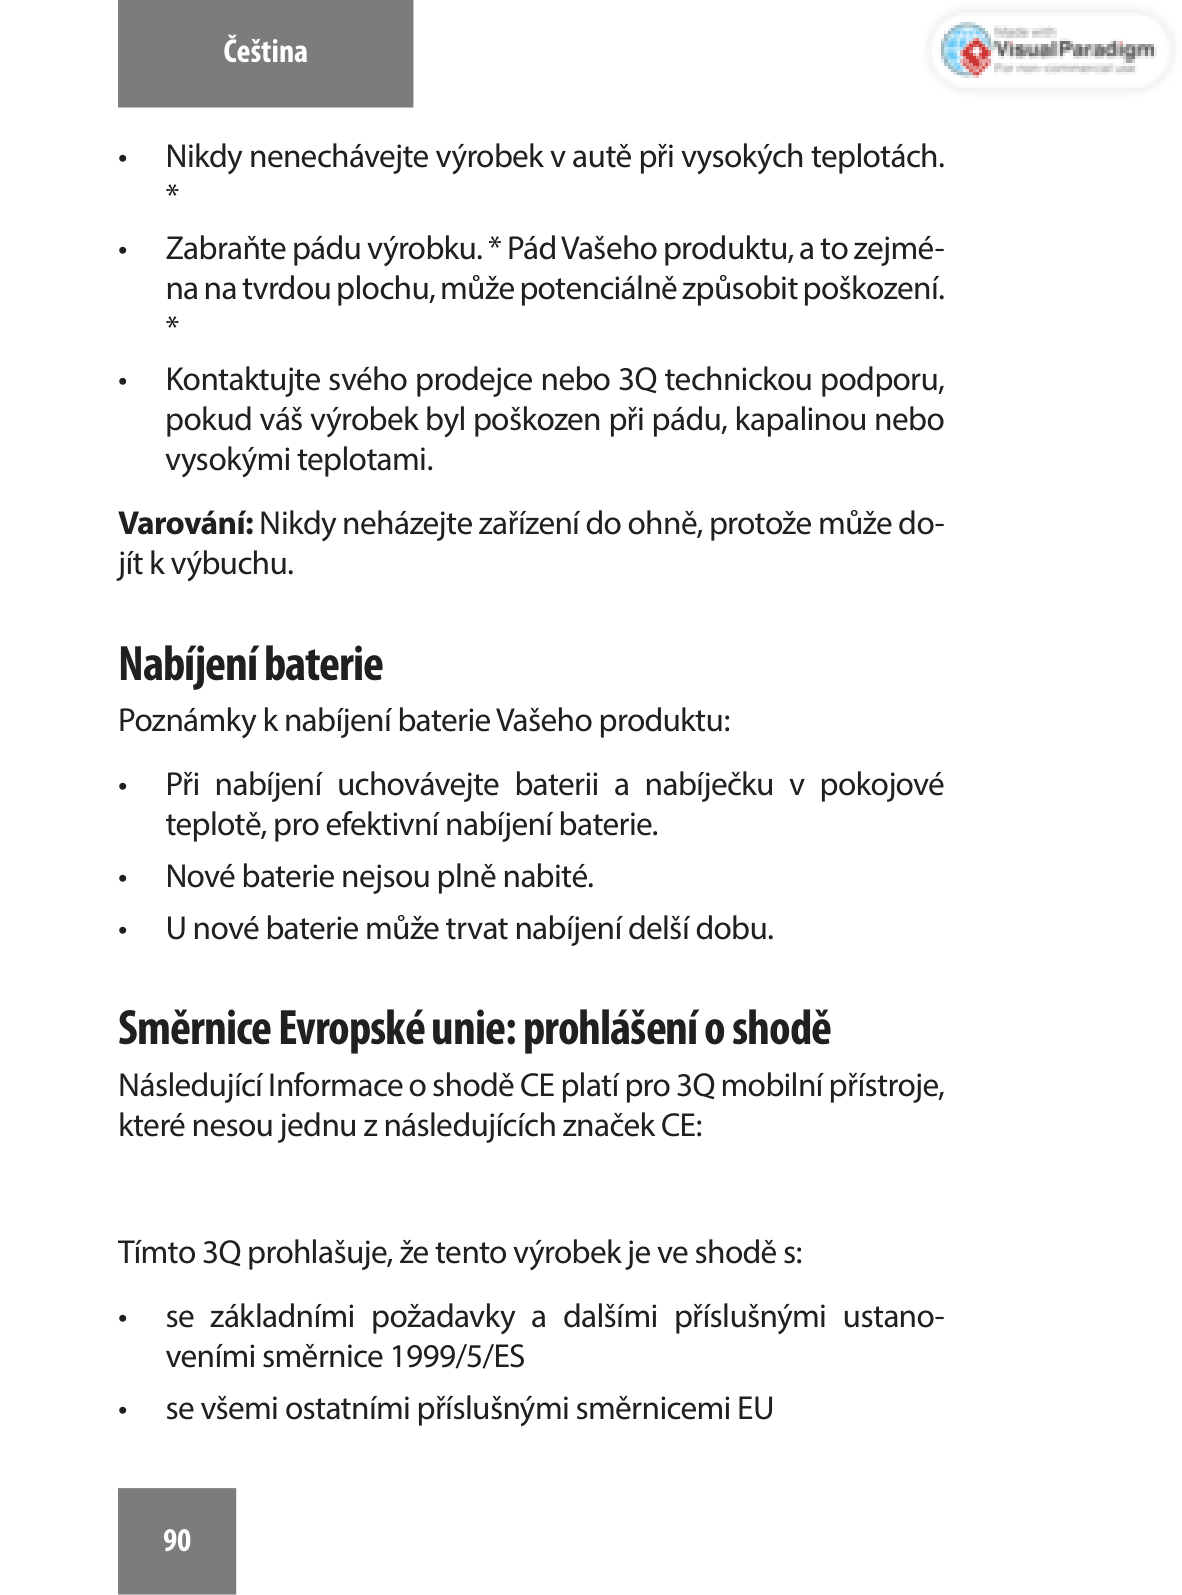 Čeština
Made with
Visual Paradigm
For non-commercial use
• Nikdy nenechávejte výrobek v autě při vysokých teplotách.
*
• Zabraňte pádu výrobku. * Pád Vašeho produktu, a to zejmé-
na na tvrdou plochu, může potenciálně způsobit poškození.
*
• Kontaktujte svého prodejce nebo 3Q technickou podporu,
pokud váš výrobek byl poškozen při pádu, kapalinou nebo
vysokými teplotami.
Varování: Nikdy neházejte zařízení do ohně, protože může do-
jít k výbuchu.
Nabíjení baterie
Poznámky k nabíjení baterie Vašeho produktu:
• Při nabíjení uchovávejte baterii a nabíječku v pokojové
teplotě, pro efektivní nabíjení baterie.
• Nové baterie nejsou plně nabité.
• U nové baterie může trvat nabíjení delší dobu.
Směrnice Evropské unie: prohlášení o shodě
Následující Informace o shodě CE platí pro 3Q mobilní přístroje,
které nesou jednu z následujících značek CE:
Tímto 3Q prohlašuje, že tento výrobek je ve shodě s:
• se základními požadavky a dalšími příslušnými ustano-
veními směrnice 1999/5/ES
• se všemi ostatními příslušnými směrnicemi EU
90